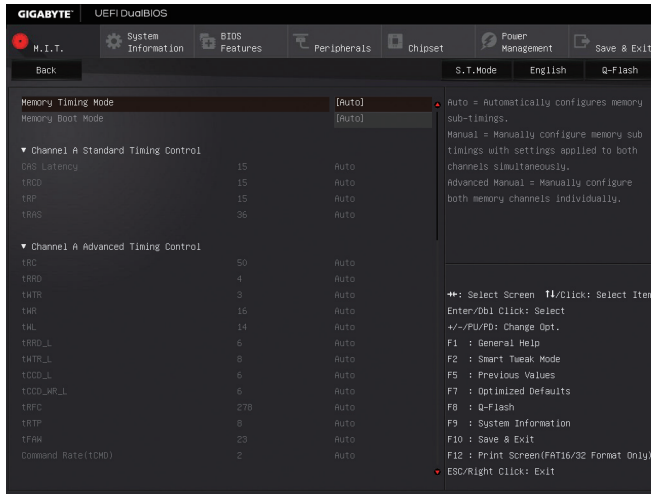 GIGABYTE™ UEFI DualBIOS
M.I.T. System Information BIOS Features Peripherals Chipset Power Management Save & Exit
Back S.T.Mode English Q-Flash
Memory Timing Mode [Auto]
Memory Boot Mode [Auto]
▼ Channel A Standard Timing Control
CAS Latency 15 Auto
tRCD 15 Auto
tRP 15 Auto
tRAS 36 Auto
▼ Channel A Advanced Timing Control
tRC 50 Auto
tRRD 4 Auto
tWTR 3 Auto
tWR 16 Auto
tWL 14 Auto
tRRD_L 6 Auto
tWTR_L 8 Auto
tCCD_L 6 Auto
tCCD_WR_L 6 Auto
tRFC 278 Auto
tRTP 8 Auto
tFAW 23 Auto
Command Rate(tCMD) 2 Auto
Auto = Automatically configures memory
sub-timings.
Manual = Manually configure memory sub
timings with settings applied to both
channels simultaneously.
Advanced Manual = Manually configure
both memory channels individually.
→←: Select Screen ↑↓/Click: Select Item
Enter/Dbl Click: Select
+/-/PU/PD: Change Opt.
F1 : General Help
F2 : Smart Tweak Mode
F5 : Previous Values
F7 : Optimized Defaults
F8 : Q-Flash
F9 : System Information
F10 : Save & Exit
F12 : Print Screen(FAT16/32 Format Only)
ESC/Right Click: Exit